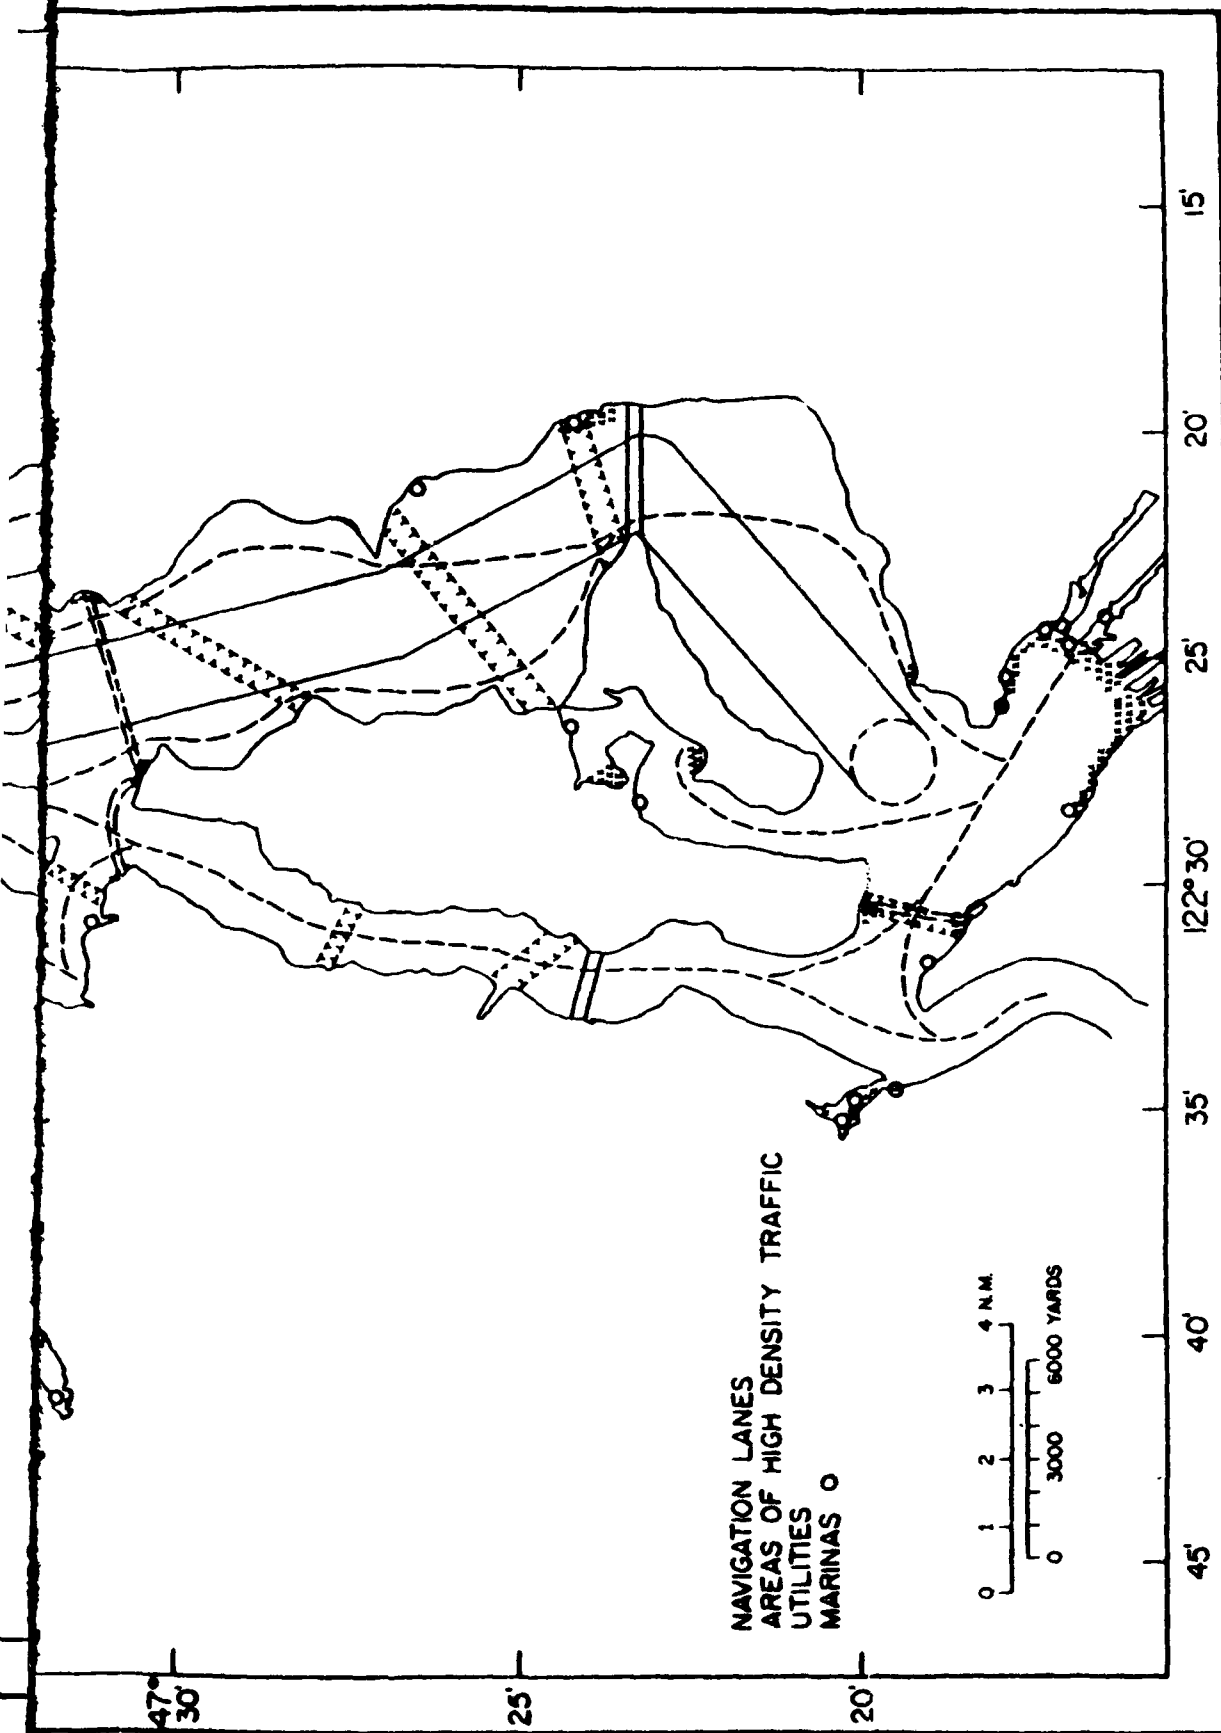 NAVIGATION LANES
AREAS OF HIGH DENSITY TRAFFIC
UTILITIES
MARINAS O
0 1 2 3 4 N.M.
0 3000 6000 YARDS
47°
30'
25'
20'
45'
40'
35'
122°30'
25'
20'
15'